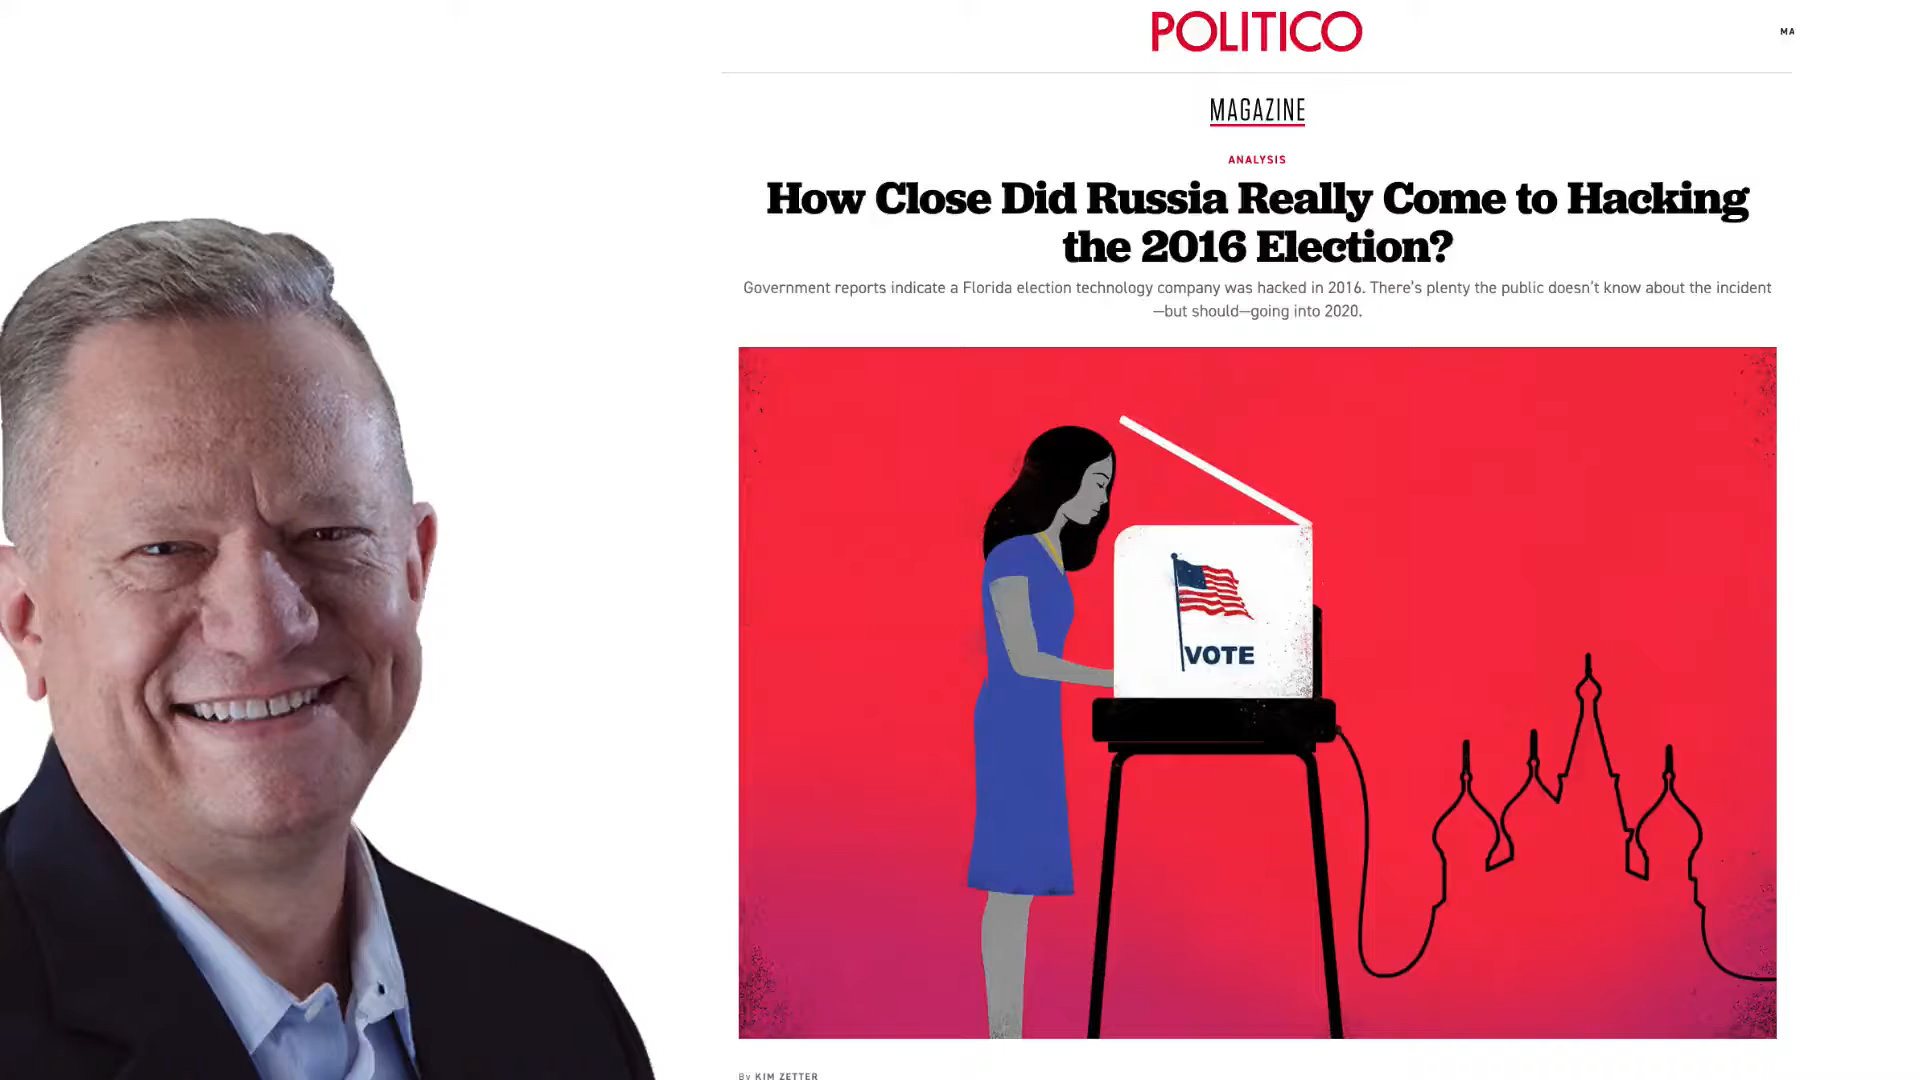 POLITICO
MA
MAGAZINE
ANALYSIS
How Close Did Russia Really Come to Hacking
the 2016 Election?
Government reports indicate a Florida election technology company was hacked in 2016. There’s plenty the public doesn’t know about the incident
—but should—going into 2020.
VOTE
By KIM ZETTER